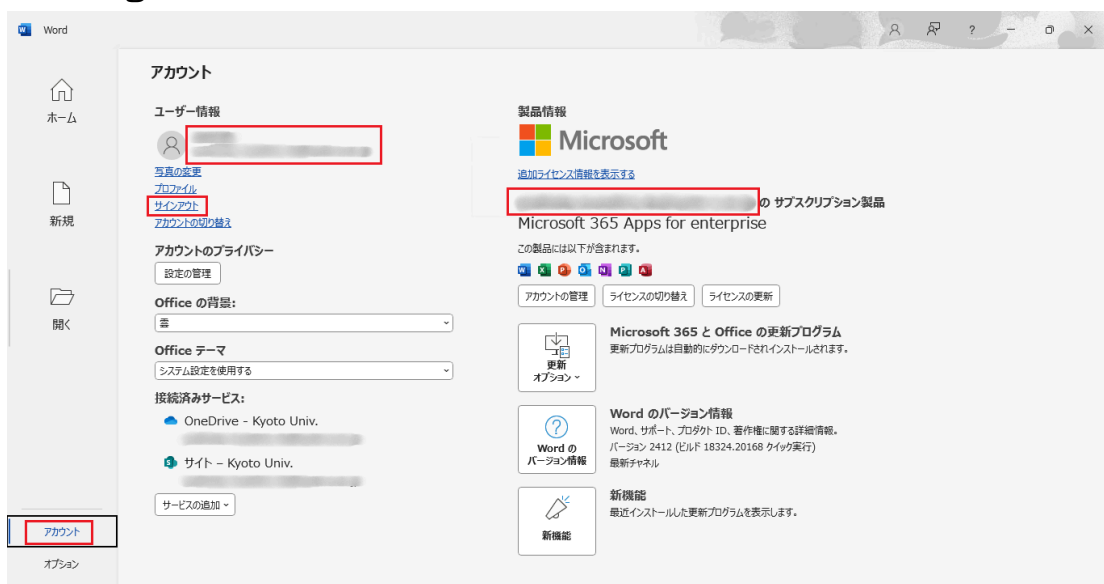 Word
?
アカウント
ホーム
新規
開く
アカウント
オプション
ユーザー情報
写真の変更
プロファイル
サインアウト
アカウントの切り替え
アカウントのプライバシー
設定の管理
Office の背景:
雲
Office テーマ
システム設定を使用する
接続済みサービス:
OneDrive - Kyoto Univ.
サイト – Kyoto Univ.
サービスの追加
製品情報
Microsoft
追加ライセンス情報を表示する
の サブスクリプション製品
Microsoft 365 Apps for enterprise
この製品には以下が含まれます。
アカウントの管理 ライセンスの切り替え ライセンスの更新
更新
オプション
Microsoft 365 と Office の更新プログラム
更新プログラムは自動的にダウンロードされインストールされます。
Word の
バージョン情報
Word のバージョン情報
Word、サポート、プロダクト ID、著作権に関する詳細情報。
バージョン 2412 (ビルド 18324.20168 クイック実行)
最新チャネル
新機能
新機能
最近インストールした更新プログラムを表示します。